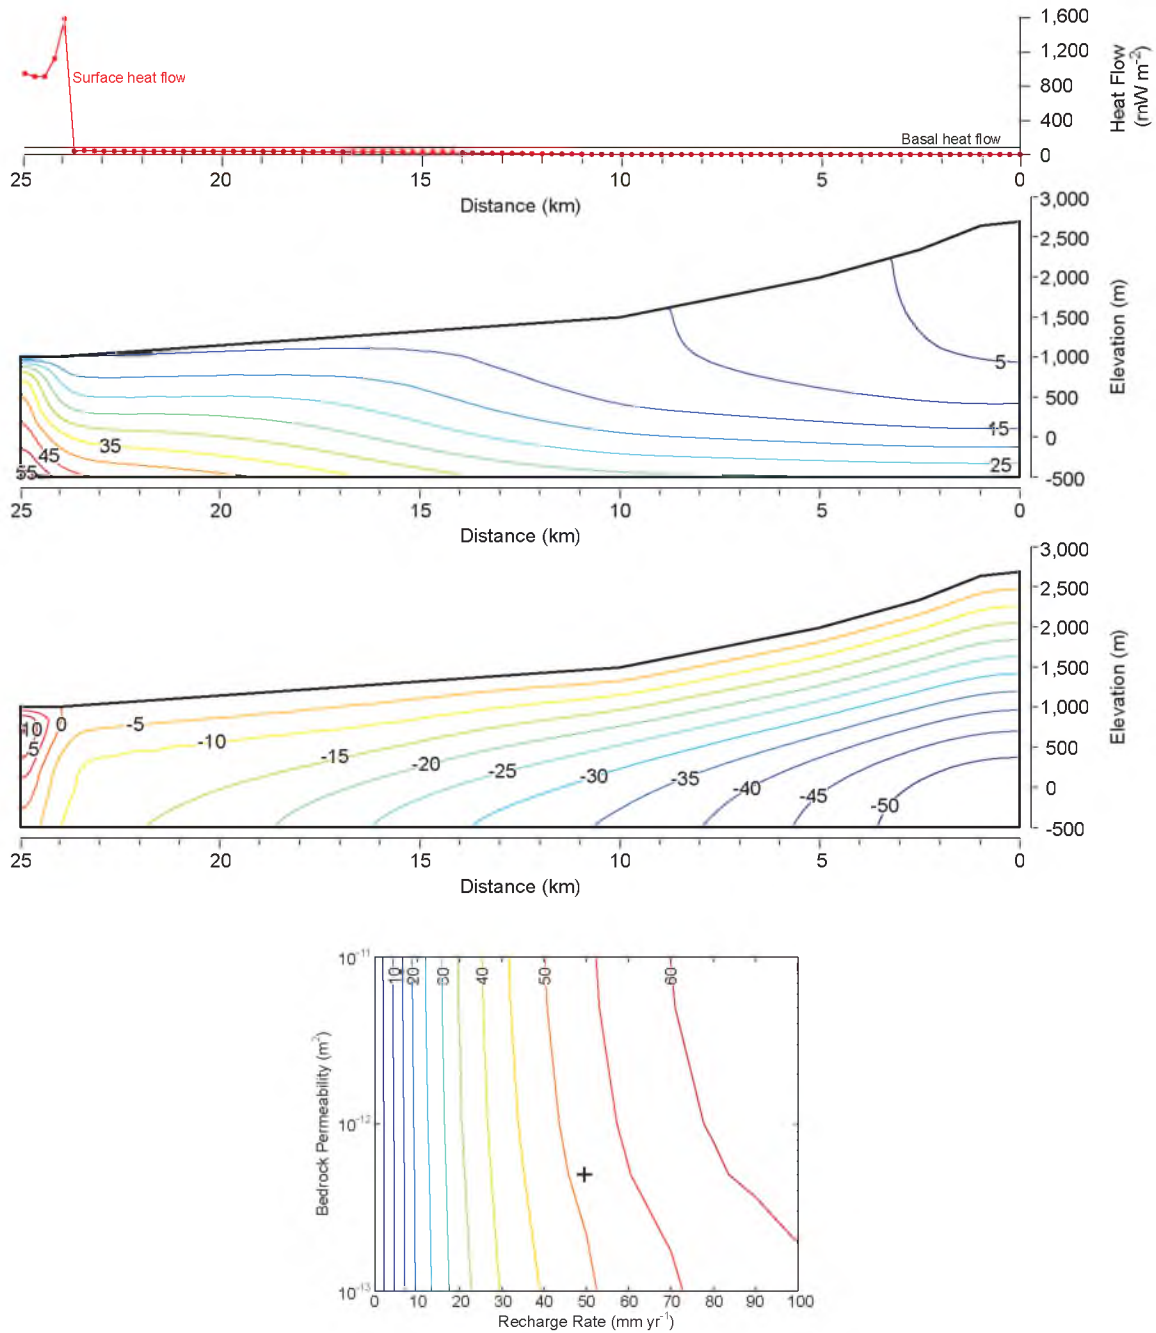 1,600
1,200
800
400
0
Heat Flow
(mW m⁻²)
Surface heat flow
Basal heat flow
25 20 15 10 5 0
Distance (km)
3,000
2,500
2,000
1,500
1,000
500
0
-500
Elevation (m)
5
15
25
35
45
55
25 20 15 10 5 0
Distance (km)
3,000
2,500
2,000
1,500
1,000
500
0
-500
Elevation (m)
10
5
0
-5
-10
-15
-20
-25
-30
-35
-40
-45
-50
25 20 15 10 5 0
Distance (km)
10⁻¹¹
10⁻¹²
10⁻¹³
Bedrock Permeability (m²)
10 20 30 40 50 60
0 10 20 30 40 50 60 70 80 90 100
Recharge Rate (mm yr⁻¹)